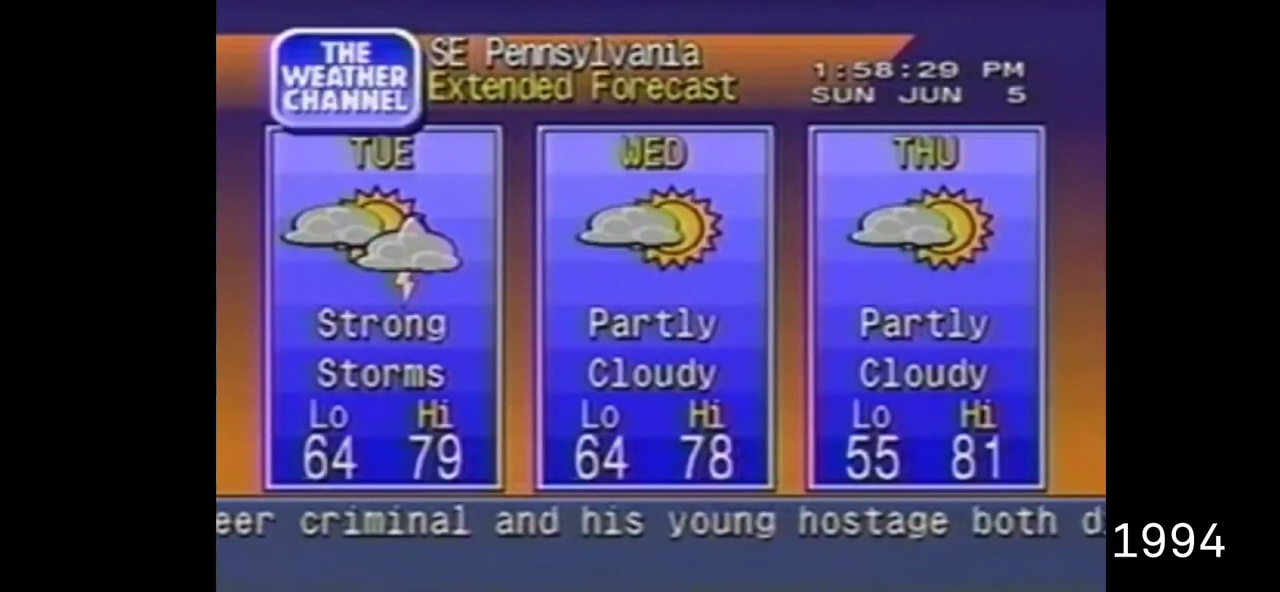 THE
WEATHER
CHANNEL
SE Pennsylvania
Extended Forecast
1:58:29 PM
SUN JUN 5
TUE
Strong
Storms
Lo Hi
64 79
WED
Partly
Cloudy
Lo Hi
64 78
THU
Partly
Cloudy
Lo Hi
55 81
eer criminal and his young hostage both d
1994